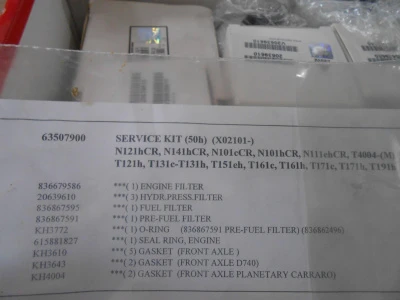 63507900 SERVICE KIT (50h) (X02101-)
N121hCR, N141hCR, N101cCR, N101hCR, N111ehCR, T4004-(M)
T121h, T131c-T131h, T151ch, T161c, T161h, T171c, T171h, T191h
836679586 ***( 1) ENGINE FILTER
20639610 ***( 3) HYDR.PRESS.FILTER
836867595 ***( 1) FUEL FILTER
836867591 ***( 1) PRE-FUEL FILTER
KH3772 ***( 1) O-RING (836867591 PRE-FUEL FILTER) (836862496)
615881827 ***( 1) SEAL RING, ENGINE
KH3610 ***( 5) GASKET (FRONT AXLE )
KH3643 ***( 2) GASKET (FRONT AXLE D740)
KH4004 ***( 2) GASKET (FRONT AXLE PLANETARY CARRARO)